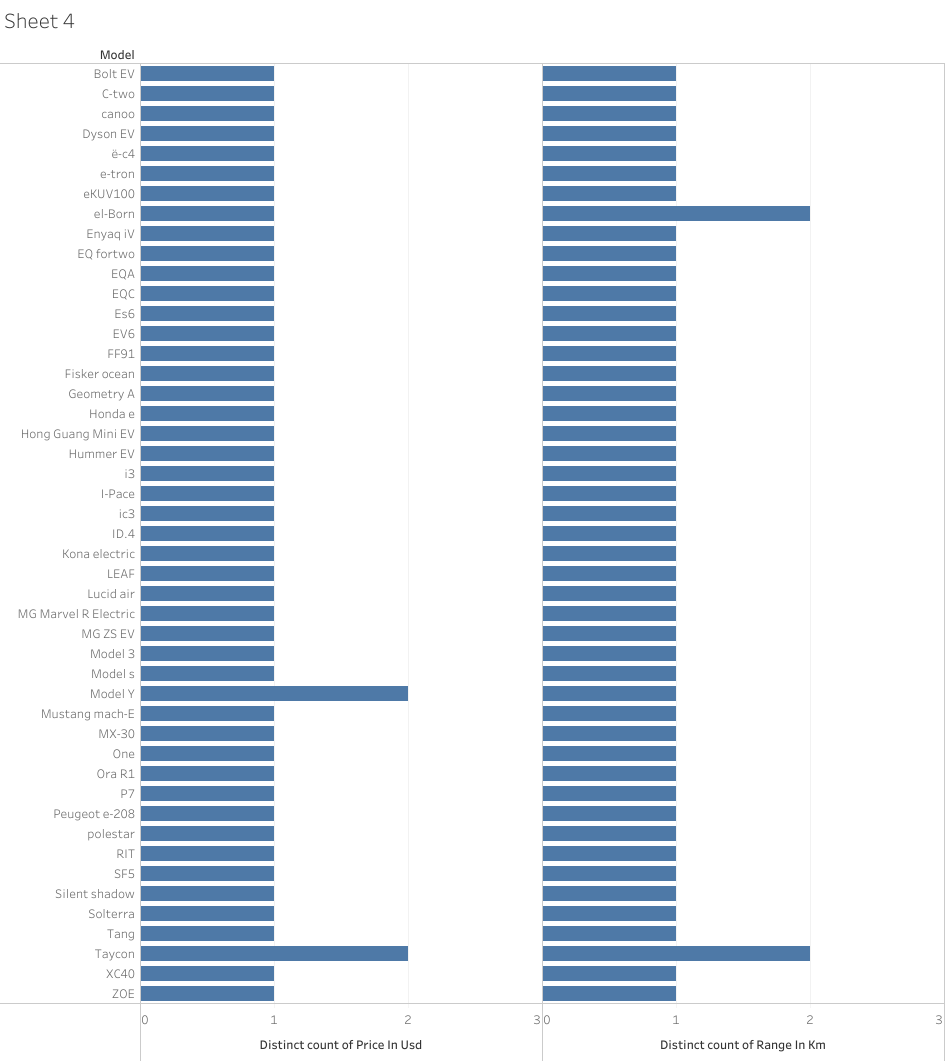 Sheet 4
Model
Bolt EV
C-two
canoo
Dyson EV
ë-c4
e-tron
eKUV100
el-Born
Enyaq iV
EQ fortwo
EQA
EQC
Es6
EV6
FF91
Fisker ocean
Geometry A
Honda e
Hong Guang Mini EV
Hummer EV
i3
I-Pace
ic3
ID.4
Kona electric
LEAF
Lucid air
MG Marvel R Electric
MG ZS EV
Model 3
Model s
Model Y
Mustang mach-E
MX-30
One
Ora R1
P7
Peugeot e-208
polestar
RIT
SF5
Silent shadow
Solterra
Tang
Taycon
XC40
ZOE
0 1 2 3 0 1 2 3
Distinct count of Price In Usd Distinct count of Range In Km